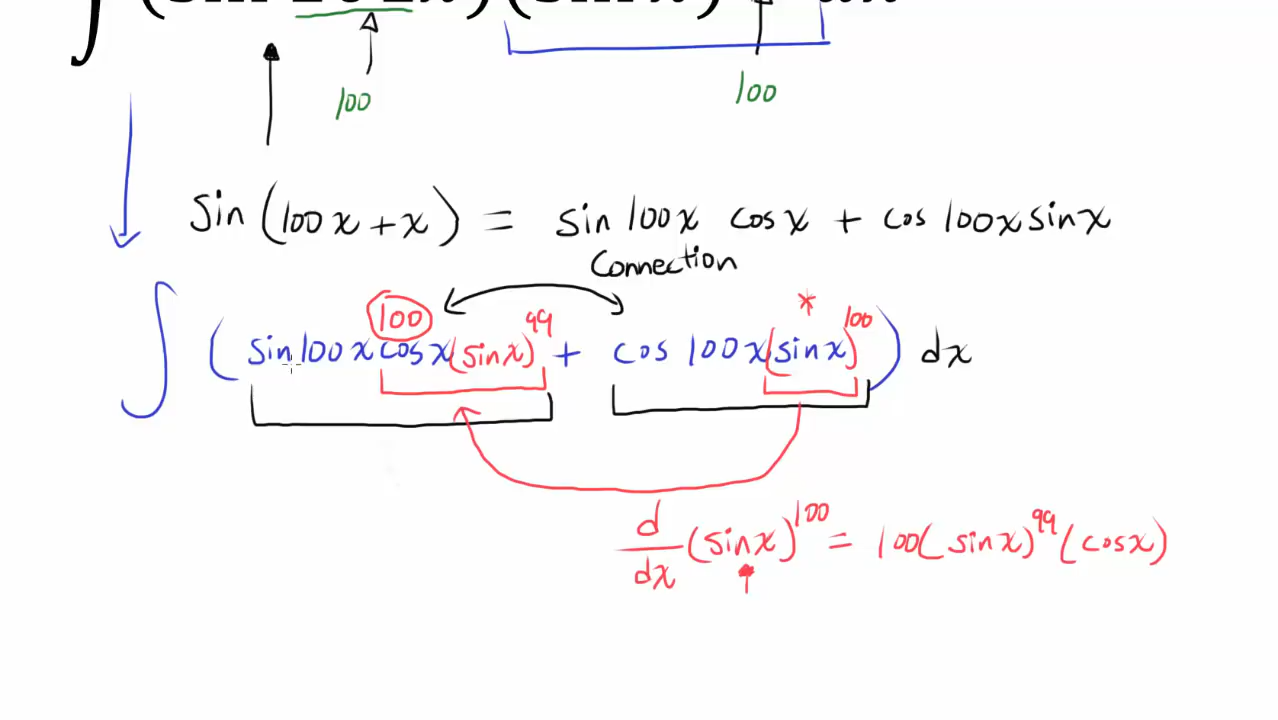 100 100
sin (100x + x) = sin 100x cos x + cos 100x sin x
Connection
∫ ( sin 100x 100 cos x (sin x)^99 + cos 100x (sin x)^100 * ) dx
d/dx (sin x)^100 = 100 ( sin x)^99 (cos x)